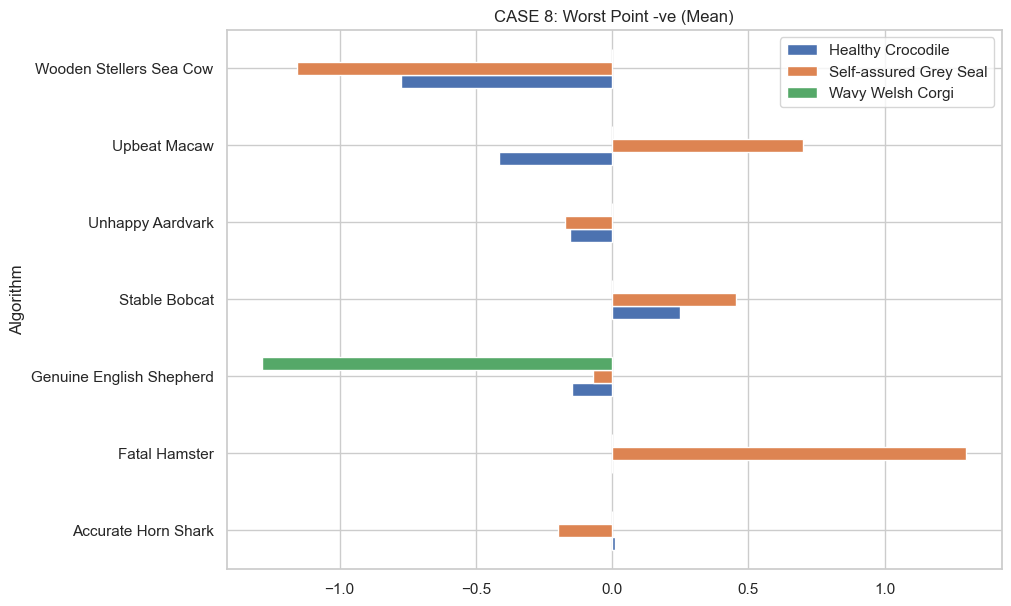 CASE 8: Worst Point -ve (Mean)
Healthy Crocodile
Self-assured Grey Seal
Wavy Welsh Corgi
Algorithm
Wooden Stellers Sea Cow
Upbeat Macaw
Unhappy Aardvark
Stable Bobcat
Genuine English Shepherd
Fatal Hamster
Accurate Horn Shark
−1.0 −0.5 0.0 0.5 1.0